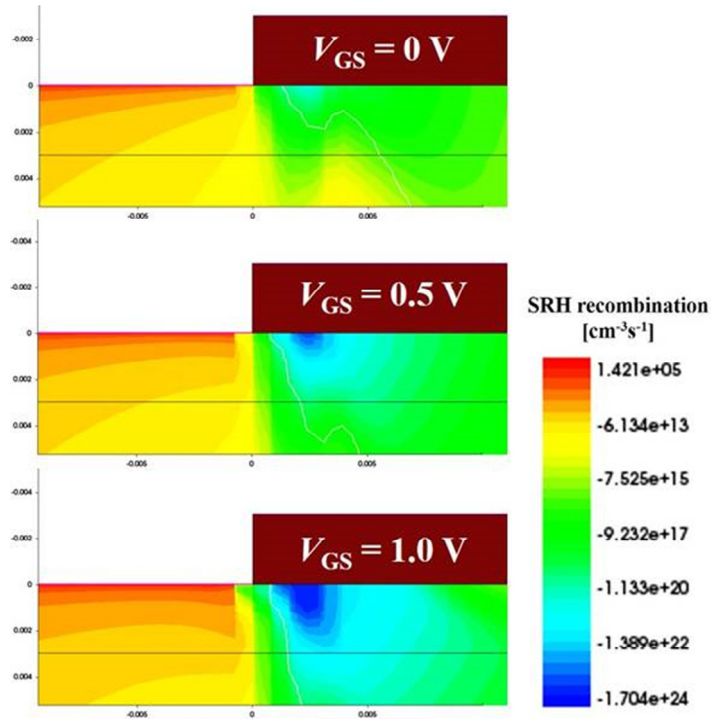 -0.002
V_GS = 0 V
0
0.002
0.004
-0.005
0
0.005
-0.004
-0.002
V_GS = 0.5 V
0
0.002
0.004
-0.005
0
0.005
SRH recombination
[cm⁻³s⁻¹]
1.421e+05
-6.134e+13
-7.525e+15
-9.232e+17
-1.133e+20
-1.389e+22
-1.704e+24
-0.004
-0.002
V_GS = 1.0 V
0
0.002
0.004
-0.005
0
0.005